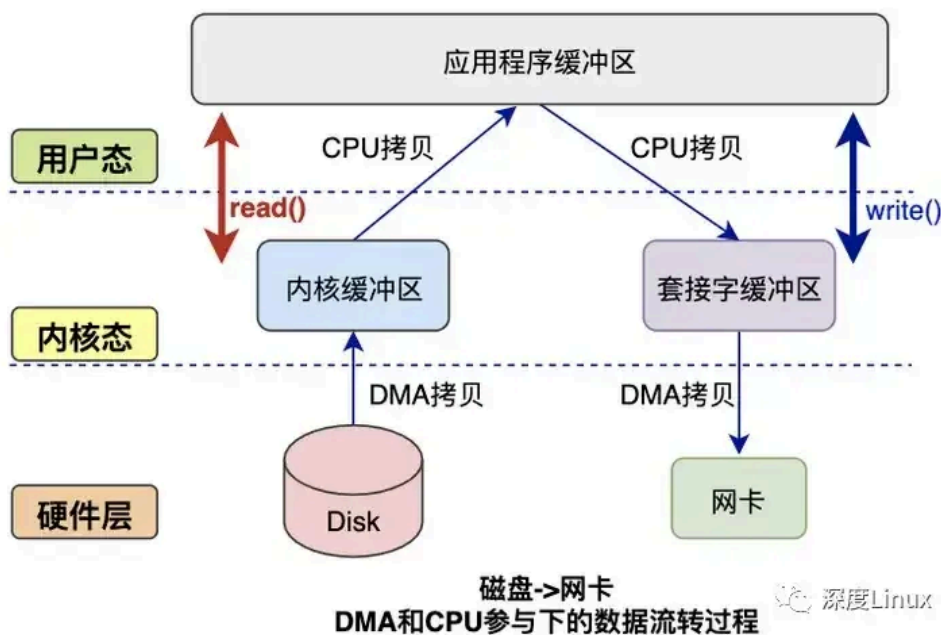 应用程序缓冲区
用户态
CPU拷贝
CPU拷贝
read()
write()
内核缓冲区
套接字缓冲区
内核态
DMA拷贝
DMA拷贝
硬件层
Disk
网卡
磁盘->网卡
DMA和CPU参与下的数据流转过程
深度Linux